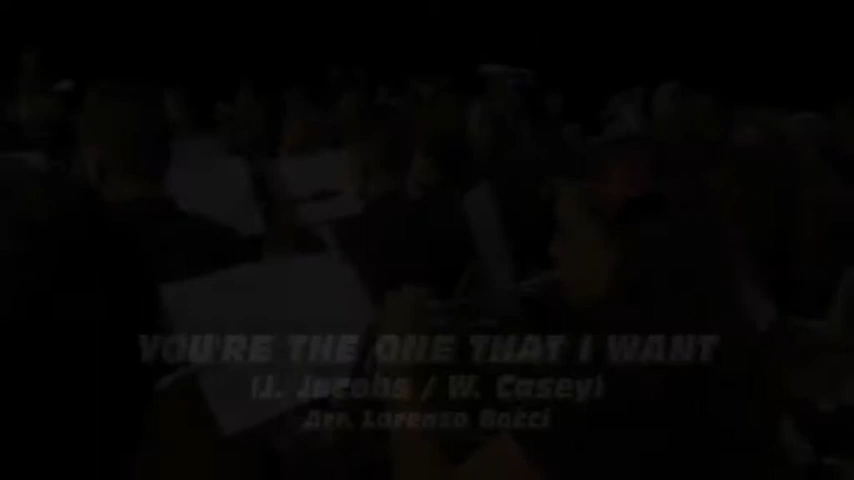 YOU'RE THE ONE THAT I WANT
(J. Jacobs / W. Casey)
Arr. Lorenzo Bocci